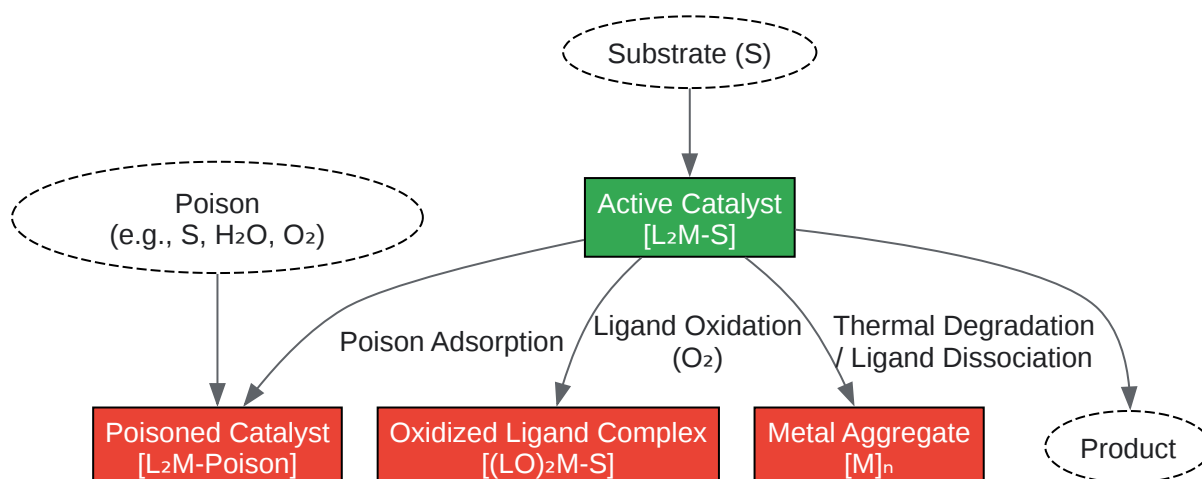 Substrate (S)
Poison
(e.g., S, H₂O, O₂)
Active Catalyst
[L₂M-S]
Poison Adsorption
Ligand Oxidation
(O₂)
Thermal Degradation
/ Ligand Dissociation
Poisoned Catalyst
[L₂M-Poison]
Oxidized Ligand Complex
[(LO)₂M-S]
Metal Aggregate
[M]ₙ
Product